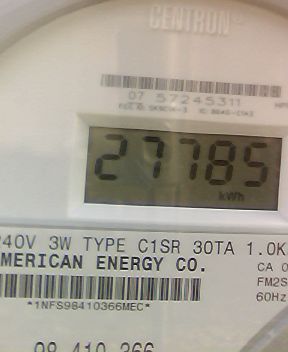 CENTRON
07 57245311
27785
kWh
240V 3W TYPE C1SR 30TA 1.0K
MERICAN ENERGY CO.
CA 0
FM2S
60Hz
*1NFS98410366MEC*
98 410 366